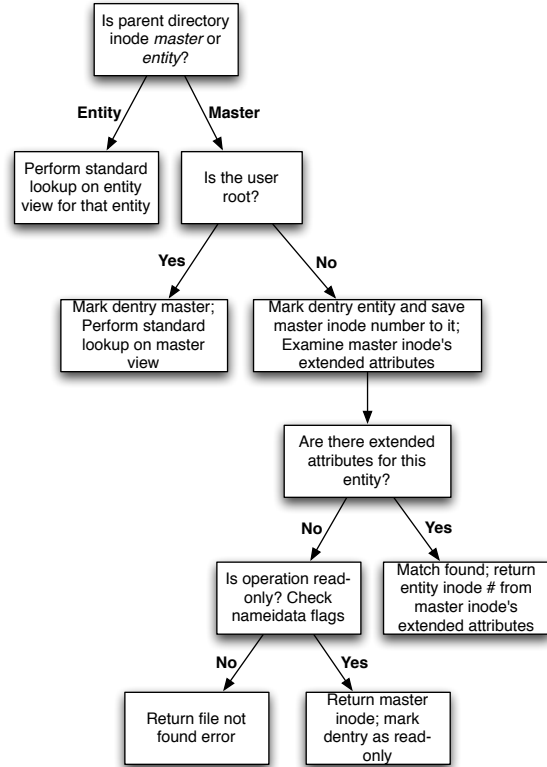 Is parent directory
inode master or
entity?
Entity
Master
Perform standard
lookup on entity
view for that entity
Is the user
root?
Yes
No
Mark dentry master;
Perform standard
lookup on master
view
Mark dentry entity and save
master inode number to it;
Examine master inode's
extended attributes
Are there extended
attributes for this
entity?
No
Yes
Is operation read-
only? Check
nameidata flags
Match found; return
entity inode # from
master inode's
extended attributes
No
Yes
Return file not
found error
Return master
inode; mark
dentry as read-
only